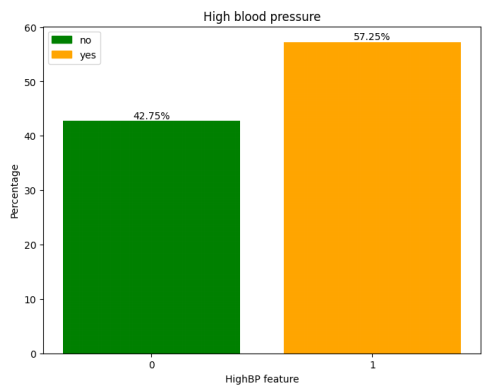 High blood pressure
60
50
40
30
20
10
0
Percentage
no
yes
42.75%
57.25%
0
1
HighBP feature